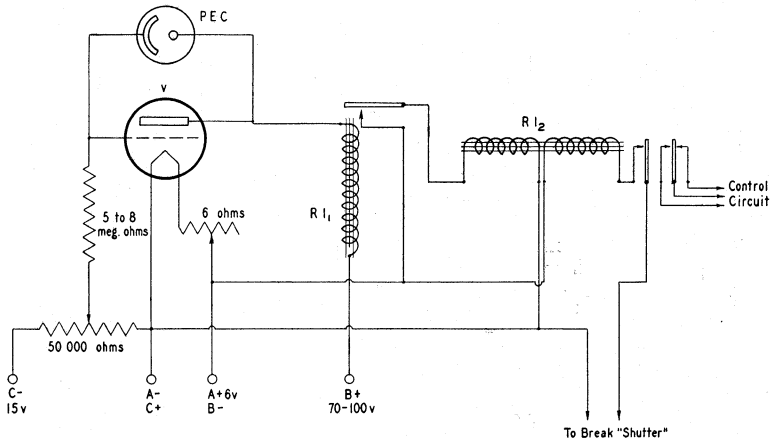 PEC
V
5 to 8
meg. ohms
6 ohms
RI₁
RI₂
Control
Circuit
50 000 ohms
C-
15v
A-
C+
A+6v
B-
B+
70-100v
To Break "Shutter"